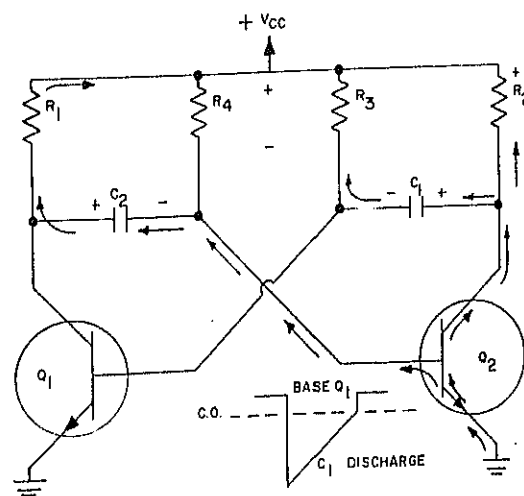 + VCC
R1
R4
R3
+
+
-
C2
+
-
C1
-
+
Q1
Q2
BASE Q1
C.O.
C1 DISCHARGE